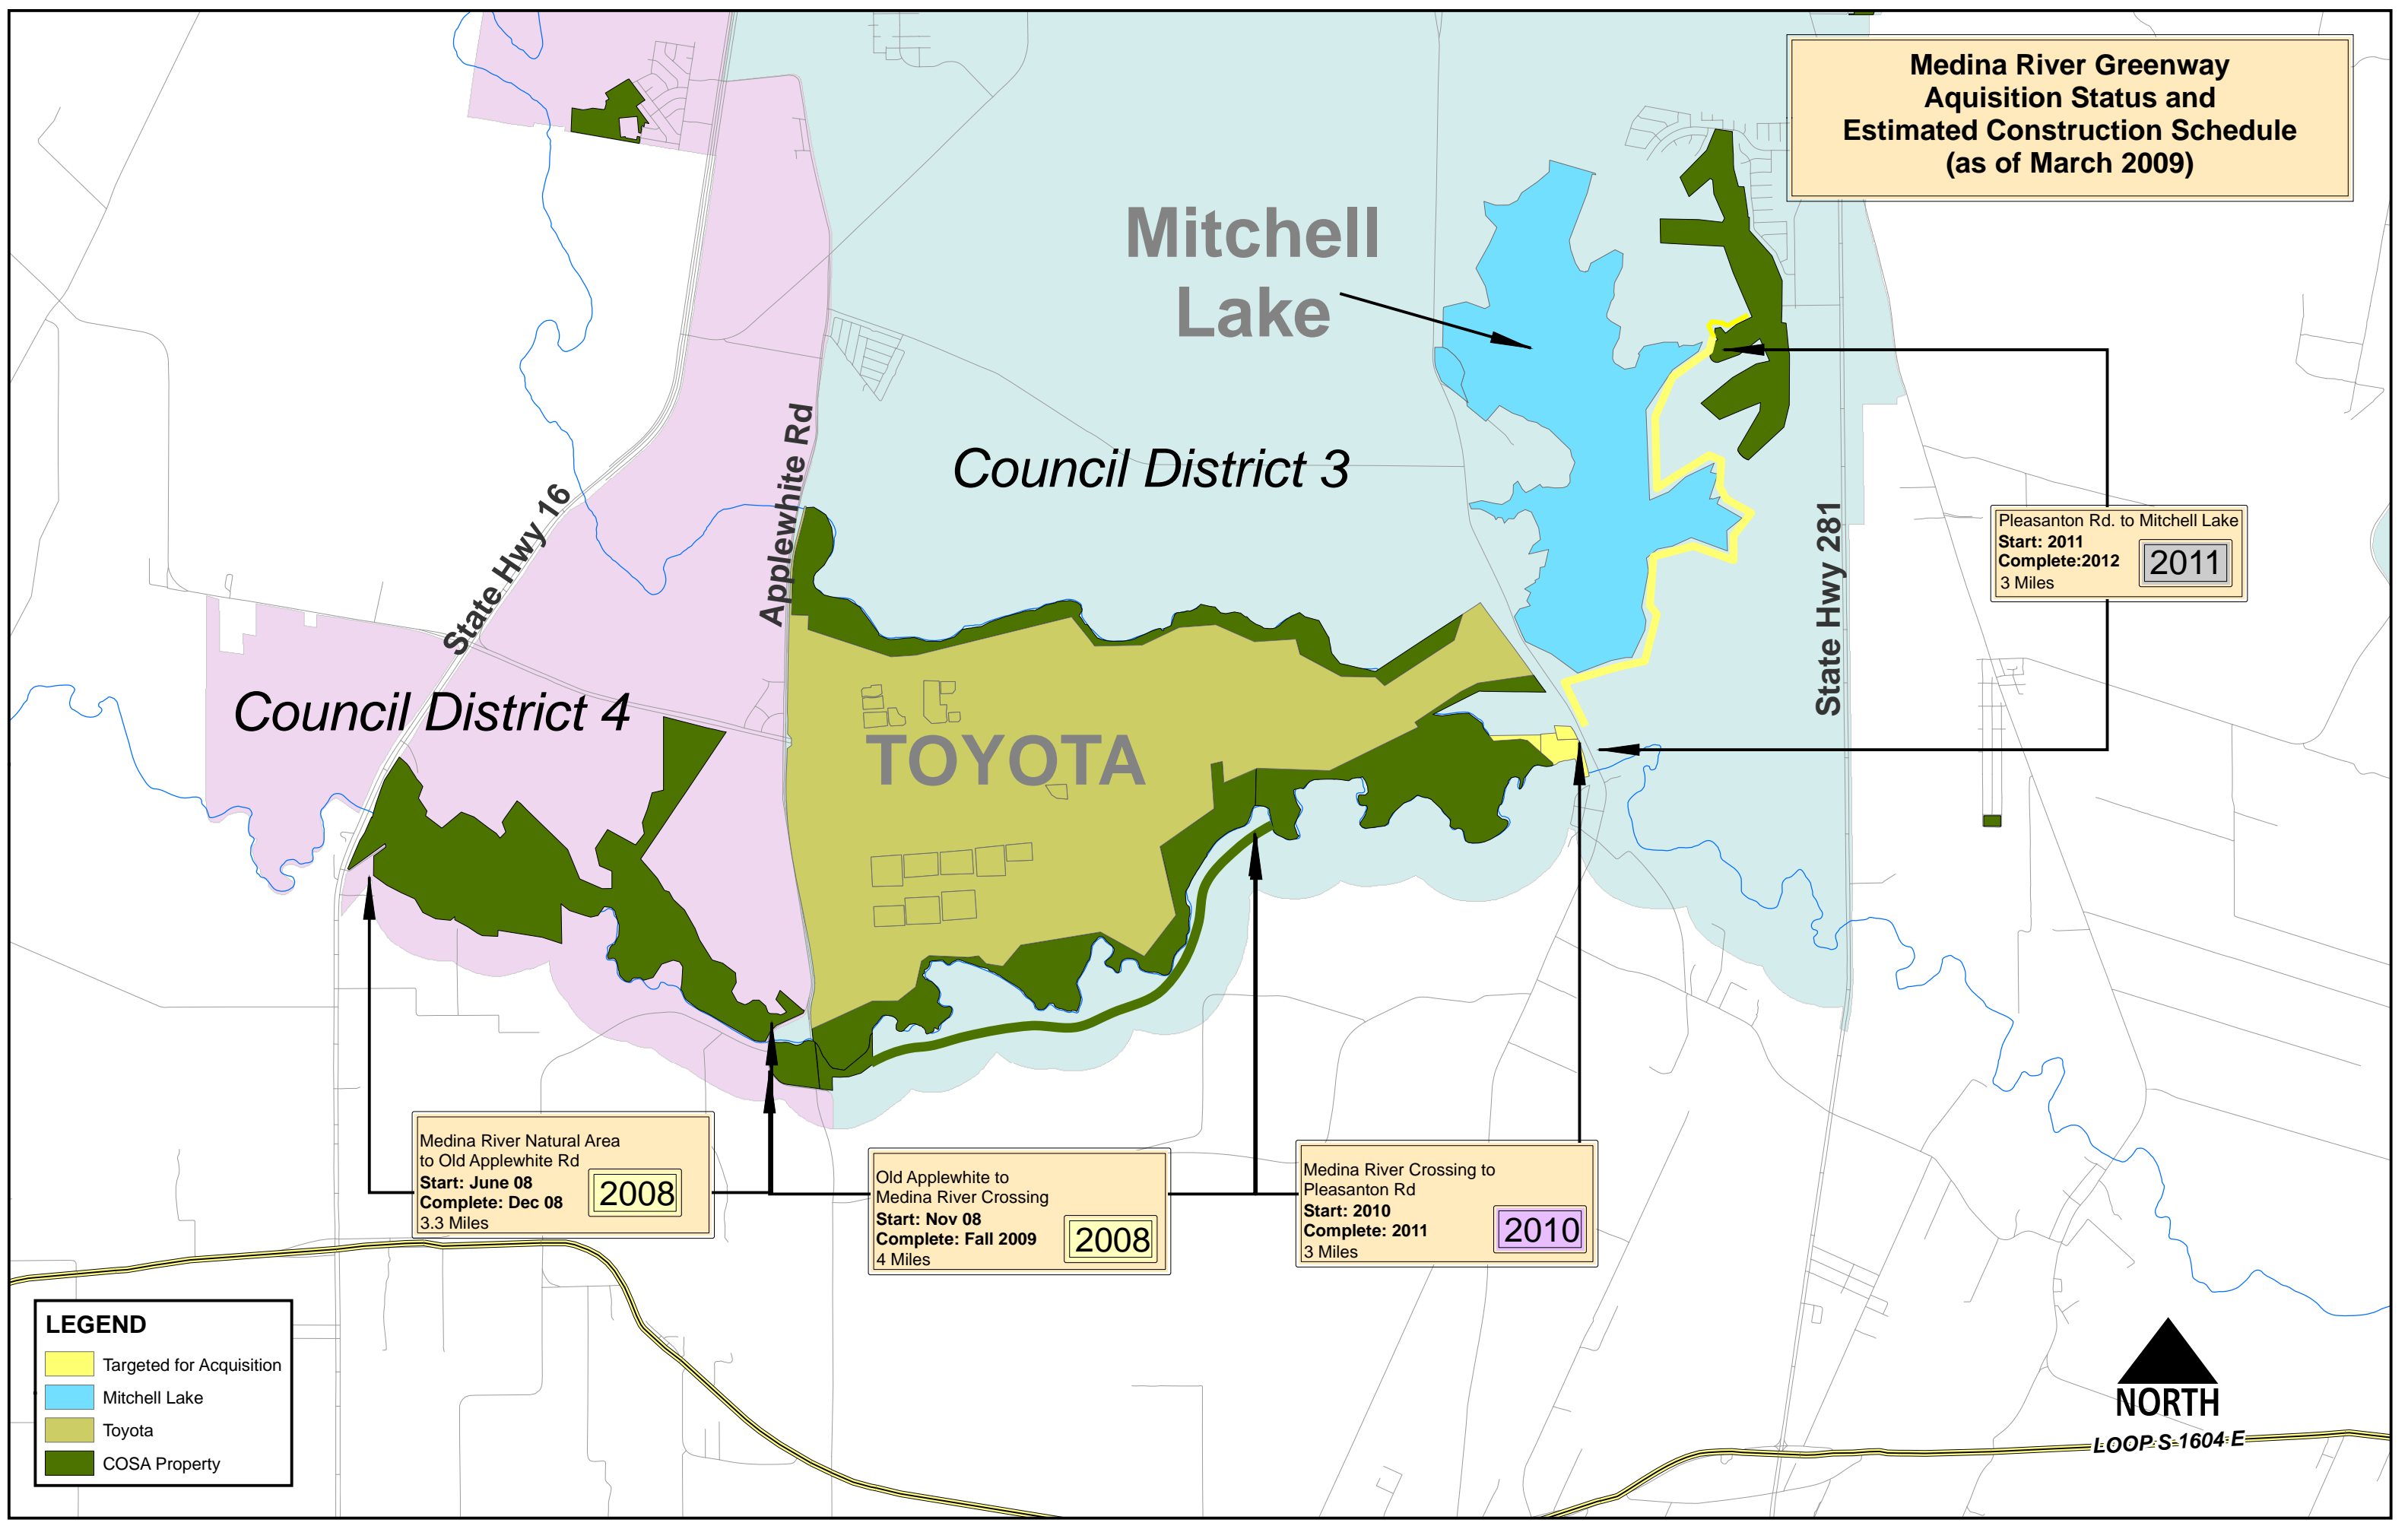 Medina River Greenway
Aquisition Status and
Estimated Construction Schedule
(as of March 2009)
Mitchell
Lake
Council District 3
Applewhite Rd
State Hwy 16
State Hwy 281
Pleasanton Rd. to Mitchell Lake
Start: 2011
Complete:2012
3 Miles
2011
Council District 4
TOYOTA
Medina River Natural Area
to Old Applewhite Rd
Start: June 08
Complete: Dec 08
3.3 Miles
2008
Old Applewhite to
Medina River Crossing
Start: Nov 08
Complete: Fall 2009
4 Miles
2008
Medina River Crossing to
Pleasanton Rd
Start: 2010
Complete: 2011
3 Miles
2010
LEGEND
Targeted for Acquisition
Mitchell Lake
Toyota
COSA Property
NORTH
LOOP S 1604 E